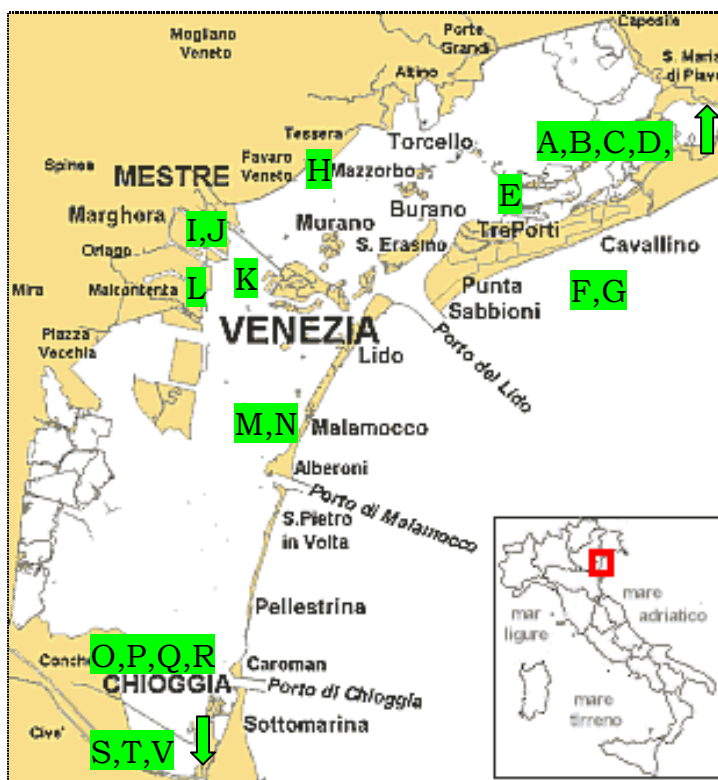 Caposile
Mogliano
Veneto
Porte
Grandi
S. Maria
di Piave
Altino
Tessera
Torcello
A,B,C,D,
Spinea
Favaro
Veneto
H
Mazzorbo
MESTRE
E
Burano
Marghera
I,J
Murano
TrePorti
S. Erasmo
Cavallino
Oriago
K
Mira
Malcontenta
L
Punta
Sabbioni
F,G
VENEZIA
Piazza
Vecchia
Lido
Porto del Lido
M,N
Malamocco
Alberoni
Porto di Malamocco
S.Pietro
in Volta
mare
adriatico
mar
ligure
Pellestrina
O,P,Q,R
Conche
Caroman
CHIOGGIA
Porto di Chioggia
mare
tirreno
Sottomarina
Cive'
S,T,V